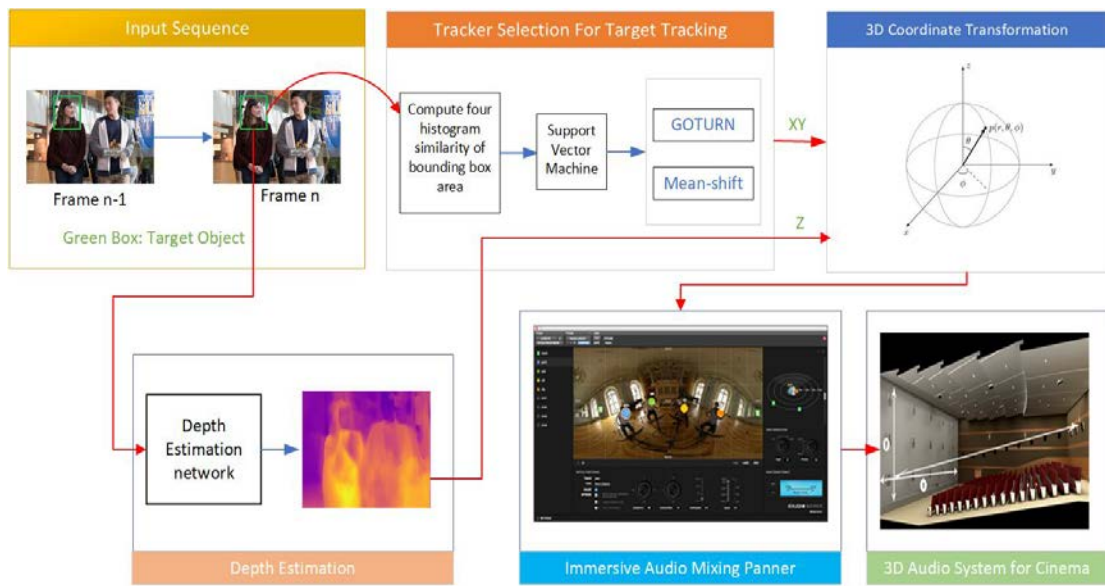 Input Sequence
Frame n-1
Frame n
Green Box: Target Object
Tracker Selection For Target Tracking
Compute four
histogram
similarity of
bounding box
area
Support
Vector
Machine
GOTURN
Mean-shift
XY
Z
3D Coordinate Transformation
z
p(r, θ, ϕ)
θ
y
ϕ
x
Depth
Estimation
network
Depth Estimation
Immersive Audio Mixing Panner
3D Audio System for Cinema